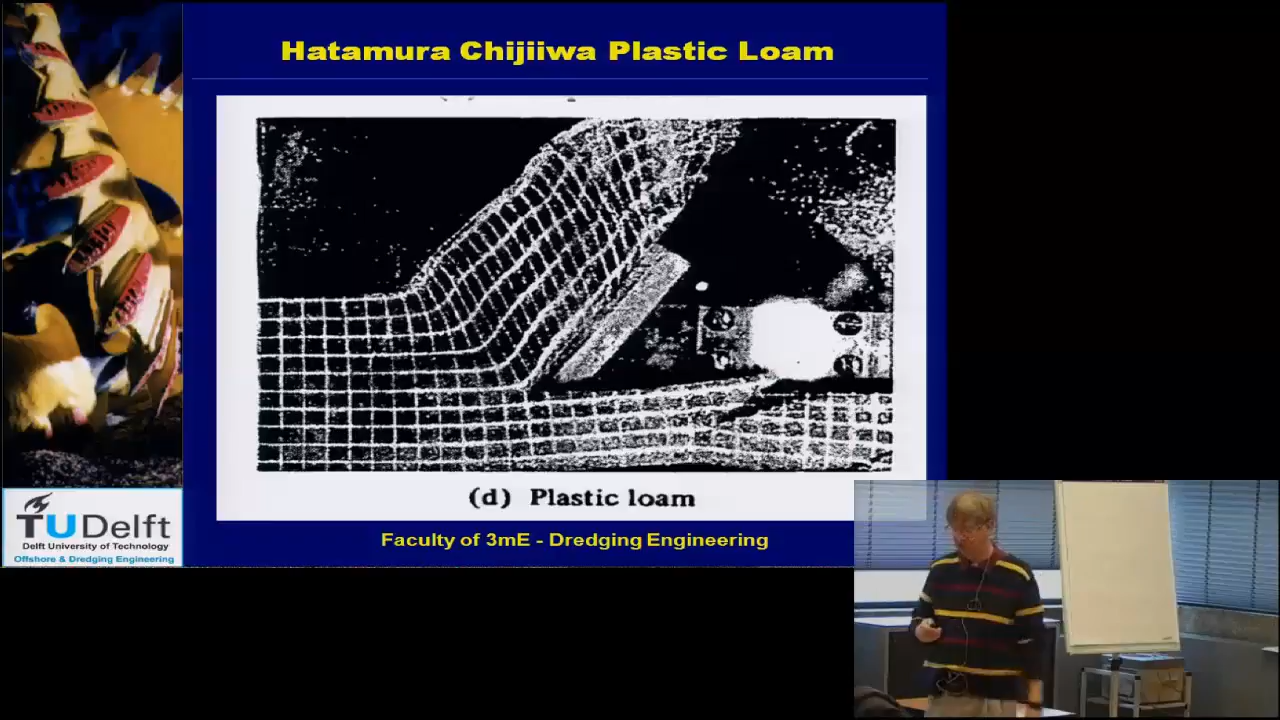 Hatamura Chijiiwa Plastic Loam
(d) Plastic loam
Faculty of 3mE - Dredging Engineering
TU Delft
Delft University of Technology
Offshore & Dredging Engineering